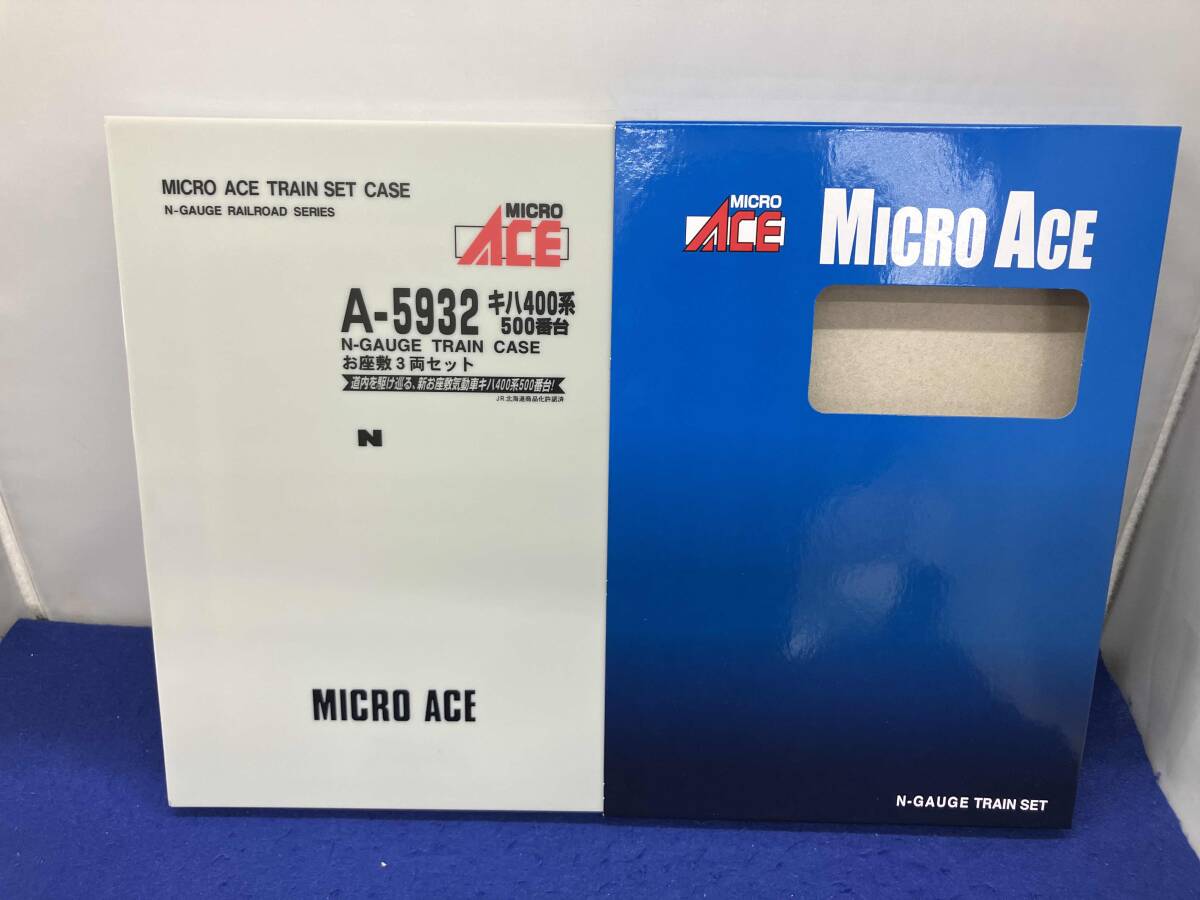 MICRO ACE TRAIN SET CASE
N-GAUGE RAILROAD SERIES
MICRO
ACE
A-5932 キハ400系
500番台
N-GAUGE TRAIN CASE
お座敷3両セット
道内を駆け巡る、新お座敷気動車キハ400系500番台!
JR北海道商品化許諾済
N
MICRO ACE
MICRO
ACE
MICRO ACE
N-GAUGE TRAIN SET